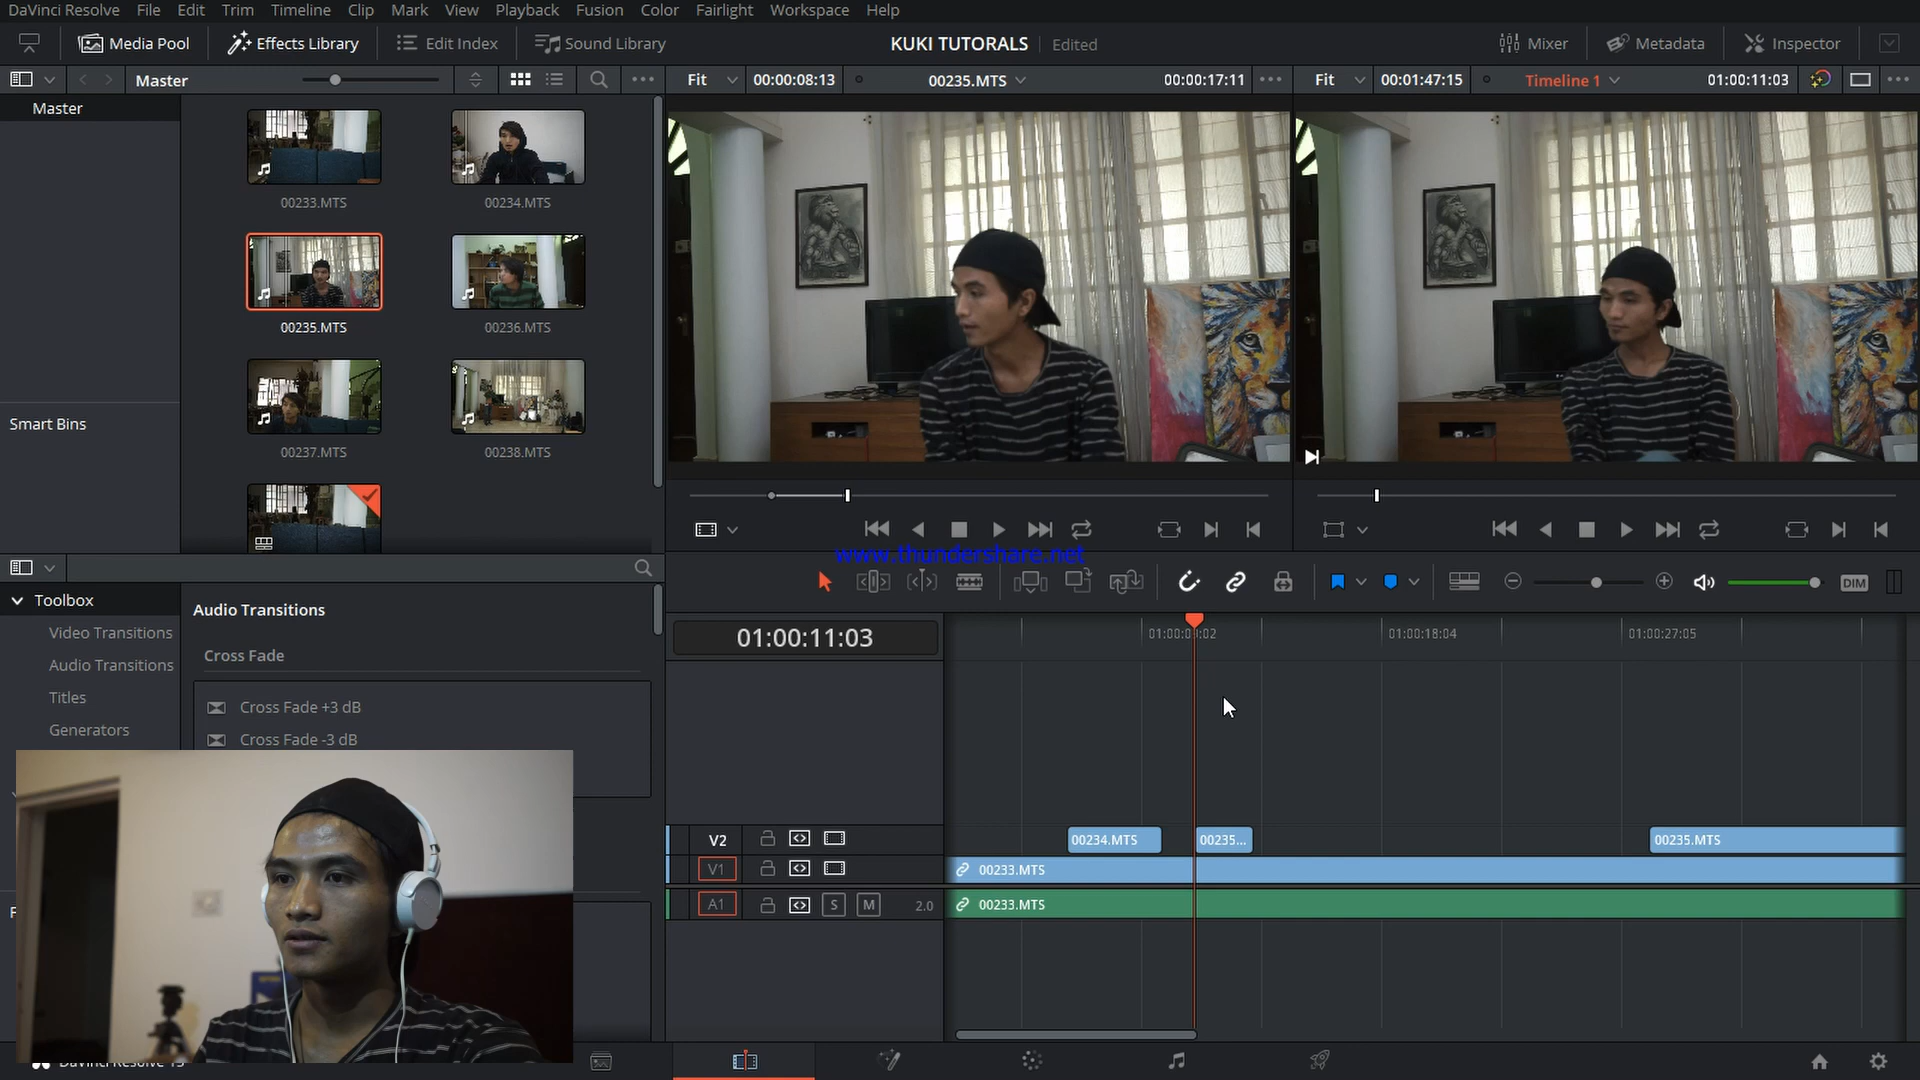 DaVinci Resolve File Edit Trim Timeline Clip Mark View Playback Fusion Color Fairlight Workspace Help
Media Pool Effects Library Edit Index Sound Library KUKI TUTORALS Edited Mixer Metadata Inspector
Master Fit 00:00:08:13 00235.MTS 00:00:17:11 Fit 00:01:47:15 Timeline 1 01:00:11:03
Master
00233.MTS 00234.MTS
00235.MTS 00236.MTS
00237.MTS 00238.MTS
Smart Bins
www.thundershare.net
DIM
Toolbox
Video Transitions
Audio Transitions
Titles
Generators
Audio Transitions
Cross Fade
Cross Fade +3 dB
Cross Fade -3 dB
01:00:11:03
01:00:18:04 01:00:27:05
V2 00234.MTS 00235... 00235.MTS
V1 00233.MTS
A1 S M 2.0 00233.MTS